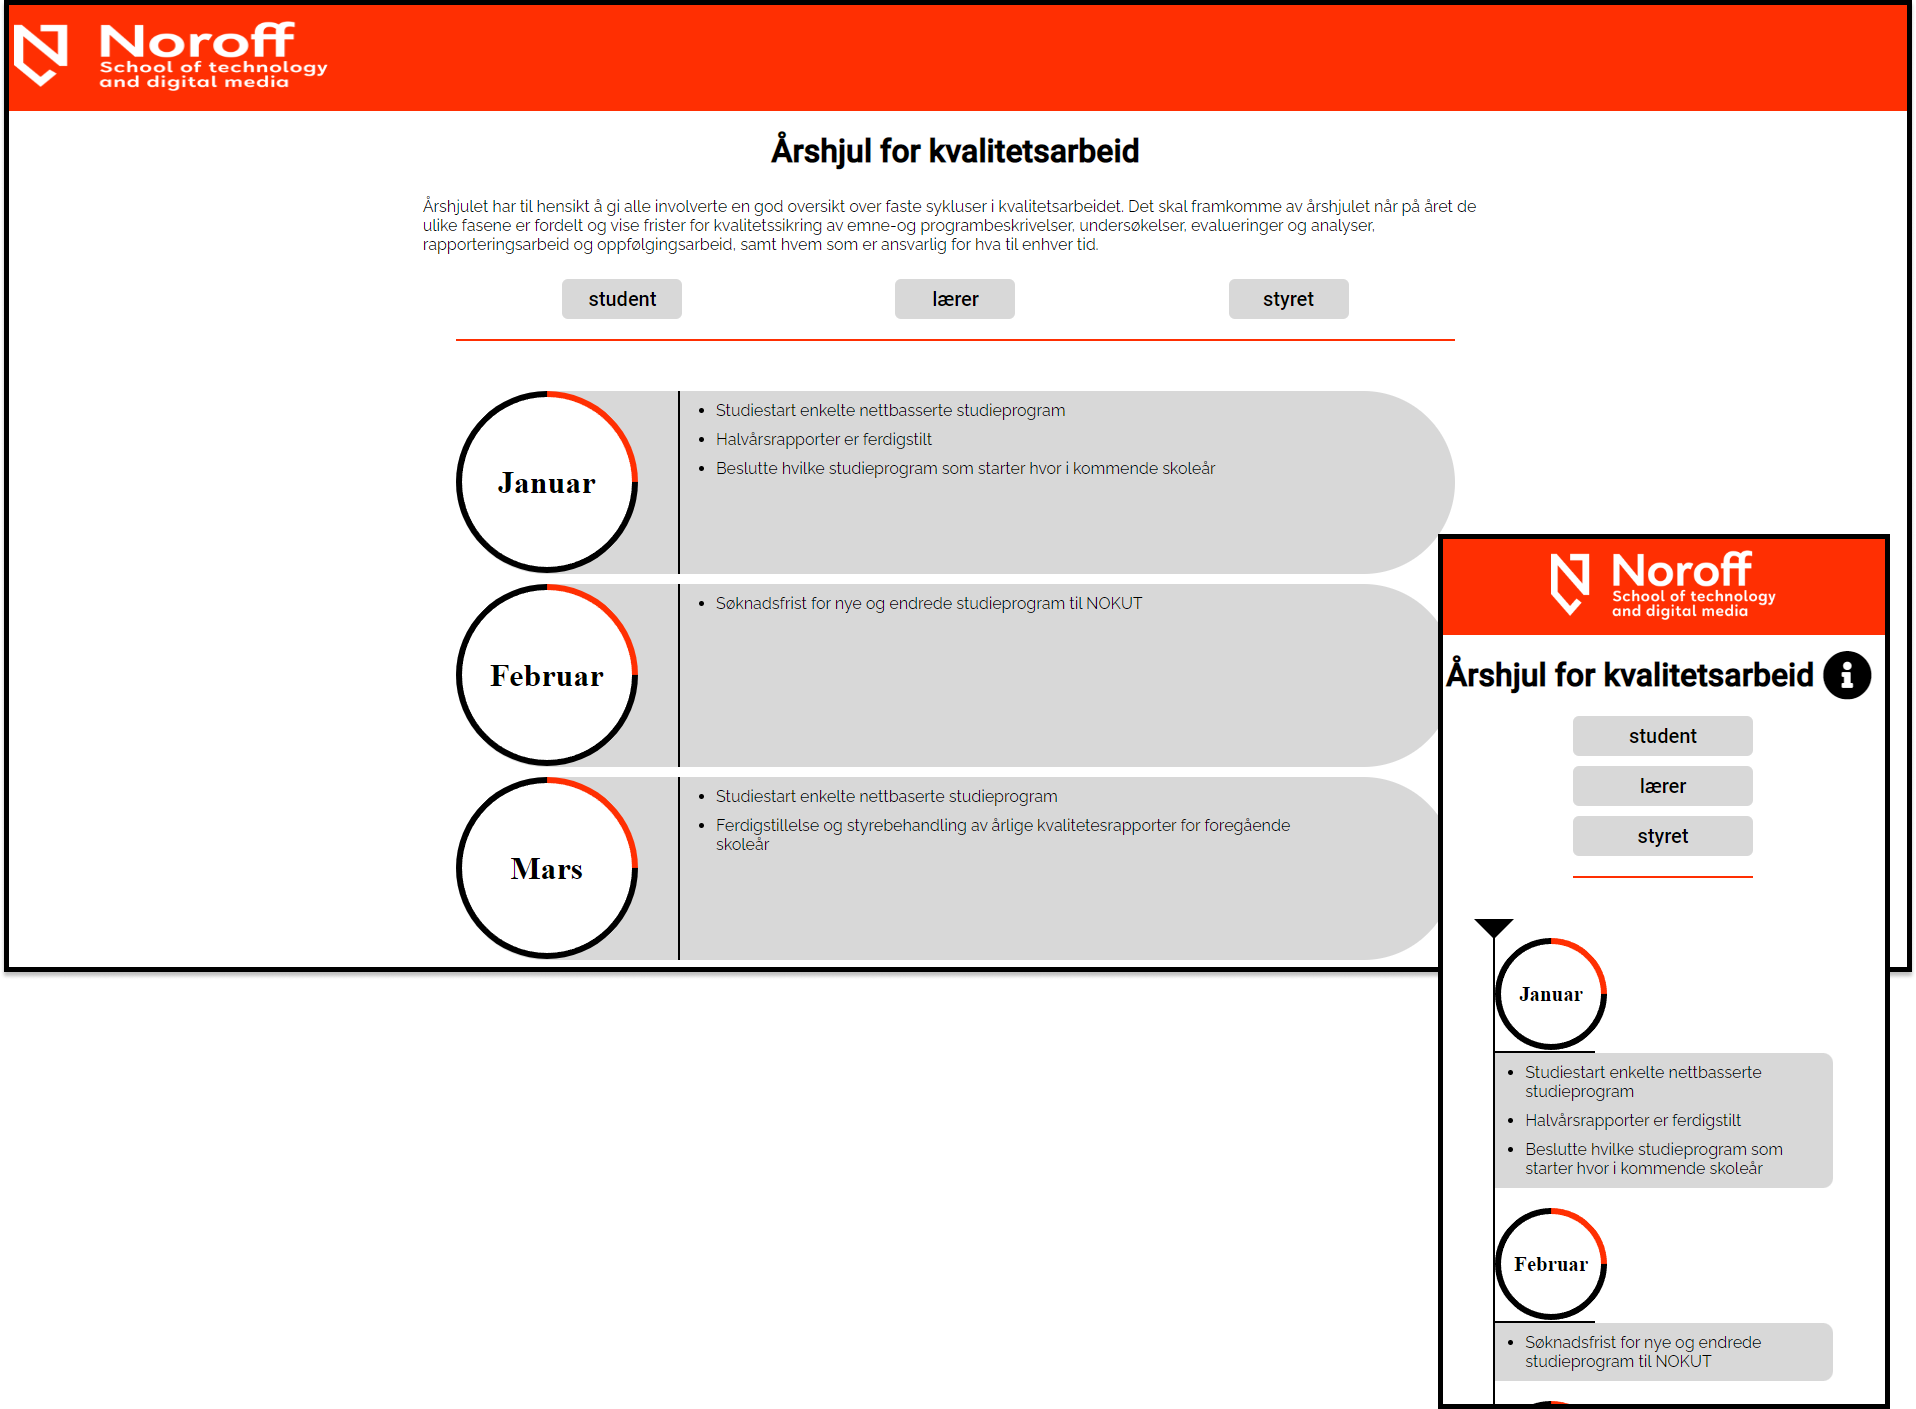 Noroff
School of technology
and digital media
Årshjul for kvalitetsarbeid
Årshjulet har til hensikt å gi alle involverte en god oversikt over faste sykluser i kvalitetsarbeidet. Det skal framkomme av årshjulet når på året de
ulike fasene er fordelt og vise frister for kvalitetssikring av emne-og programbeskrivelser, undersøkelser, evalueringer og analyser,
rapporteringsarbeid og oppfølgingsarbeid, samt hvem som er ansvarlig for hva til enhver tid.
student
lærer
styret
Januar
Studiestart enkelte nettbasserte studieprogram
Halvårsrapporter er ferdigstilt
Beslutte hvilke studieprogram som starter hvor i kommende skoleår
Februar
Søknadsfrist for nye og endrede studieprogram til NOKUT
Mars
Studiestart enkelte nettbaserte studieprogram
Ferdigstillelse og styrebehandling av årlige kvalitetesrapporter for foregående
skoleår
Noroff
School of technology
and digital media
Årshjul for kvalitetsarbeid
student
lærer
styret
Januar
Studiestart enkelte nettbasserte
studieprogram
Halvårsrapporter er ferdigstilt
Beslutte hvilke studieprogram som
starter hvor i kommende skoleår
Februar
Søknadsfrist for nye og endrede
studieprogram til NOKUT